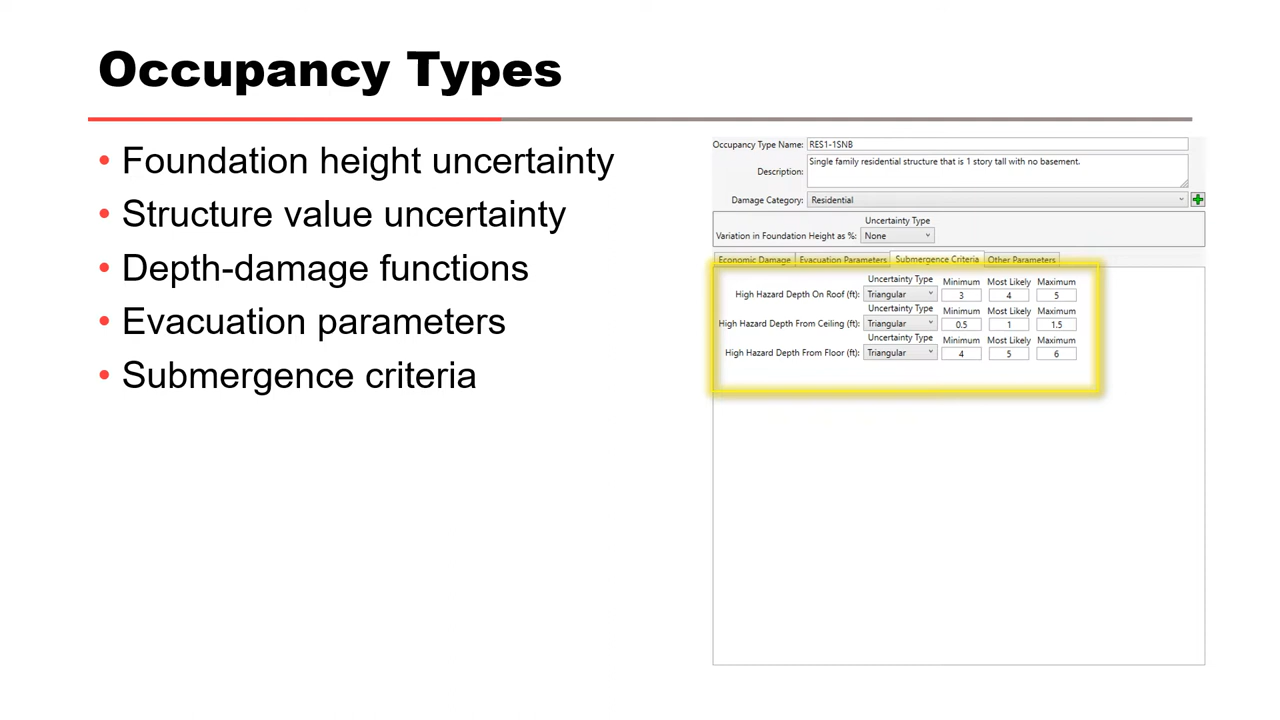 Occupancy Types
• Foundation height uncertainty
• Structure value uncertainty
• Depth-damage functions
• Evacuation parameters
• Submergence criteria
Occupancy Type Name: RES1-1SNB
Description: Single family residential structure that is 1 story tall with no basement.
Damage Category: Residential
Uncertainty Type
Variation in Foundation Height as %: None
Economic Damage Evacuation Parameters Submergence Criteria Other Parameters
Uncertainty Type Minimum Most Likely Maximum
High Hazard Depth On Roof (ft): Triangular 3 4 5
Uncertainty Type Minimum Most Likely Maximum
High Hazard Depth From Ceiling (ft): Triangular 0.5 1 1.5
Uncertainty Type Minimum Most Likely Maximum
High Hazard Depth From Floor (ft): Triangular 4 5 6